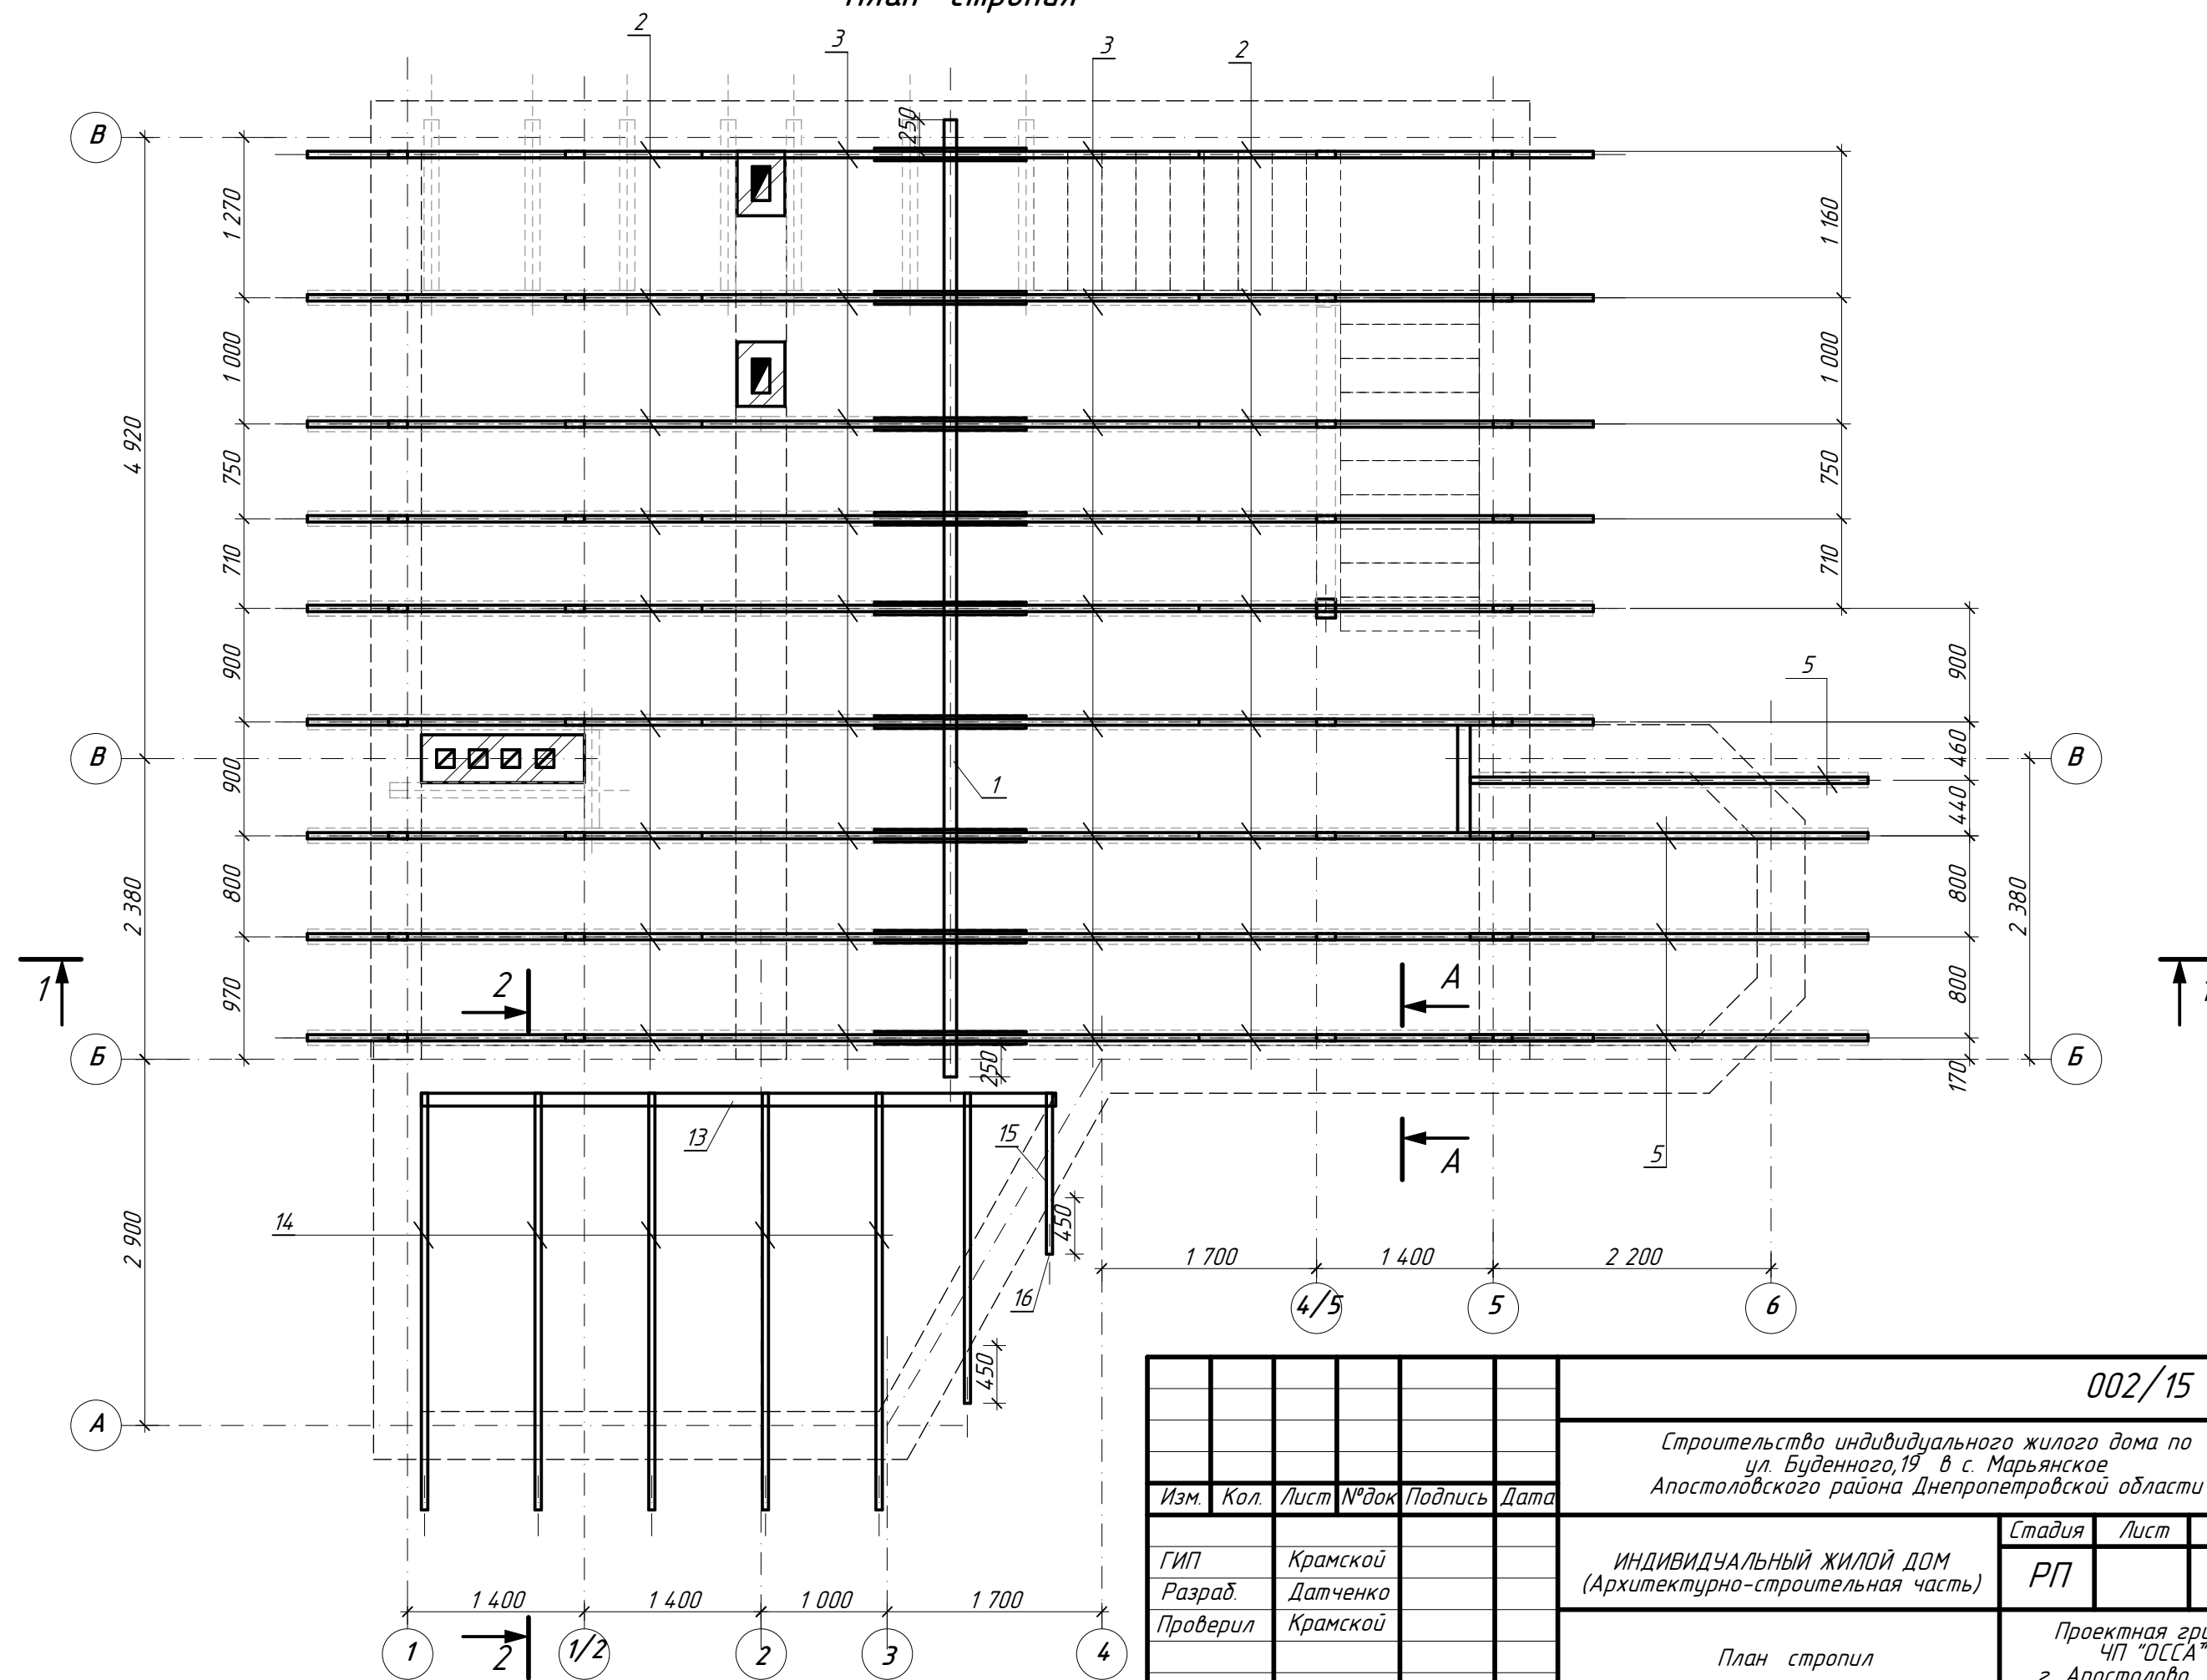 План стропил
2
3
3
2
В
250
1 270
1 160
1 000
1 000
4 920
750
750
710
710
900
900
5
В
460
В
900
1
440
2 380
800
800
2 380
1
2
А
970
800
Б
250
170
Б
13
15
А
5
14
450
2 900
1 700
1 400
2 200
16
4/5
5
6
450
А
002/15
Строительство индивидуального жилого дома по
ул. Буденного,19 в с. Марьянское
Апостоловского района Днепропетровской области
Изм.
Кол.
Лист
№док
Подпись
Дата
Стадия
Лист
ГИП
Крамской
ИНДИВИДУАЛЬНЫЙ ЖИЛОЙ ДОМ
РП
(Архитектурно-строительная часть)
Разраб.
Датченко
1 400
1 400
1 000
1 700
Проверил
Крамской
Проектная
ЧП "ОССА"
План стропил
г. Апостолово
1
2
1/2
2
3
4